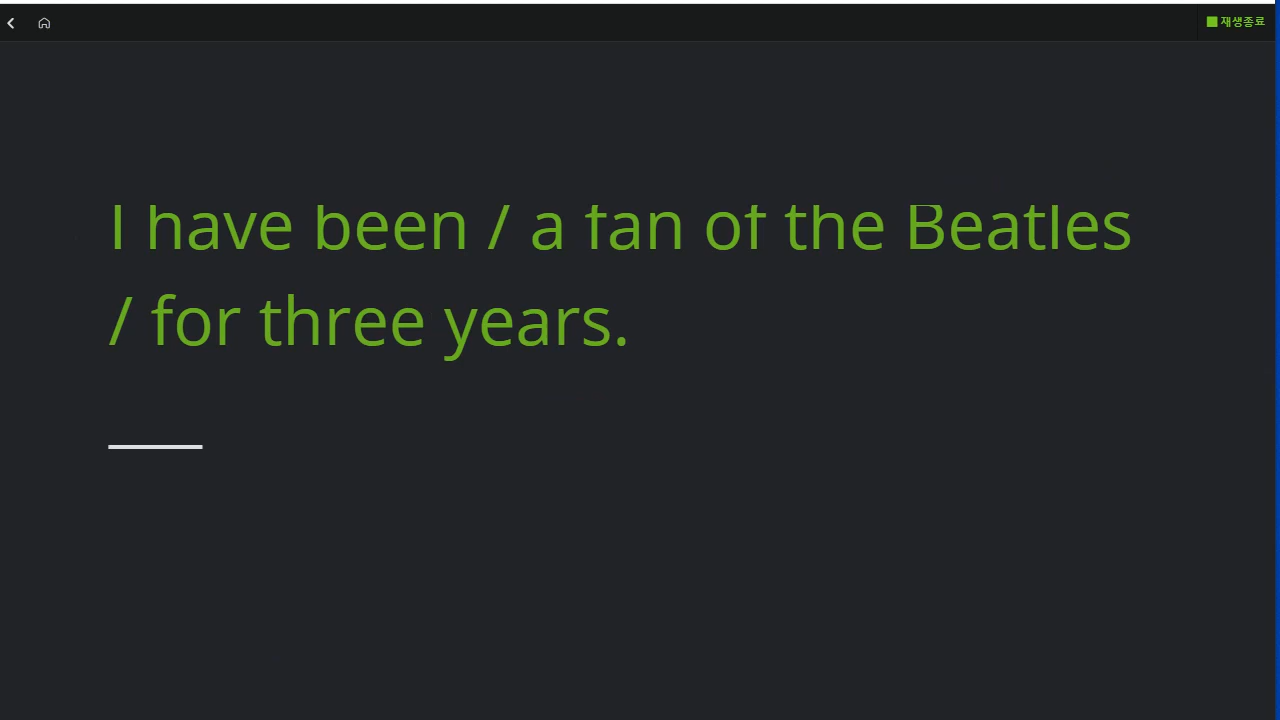 재생종료
I have been / a fan of the Beatles
/ for three years.